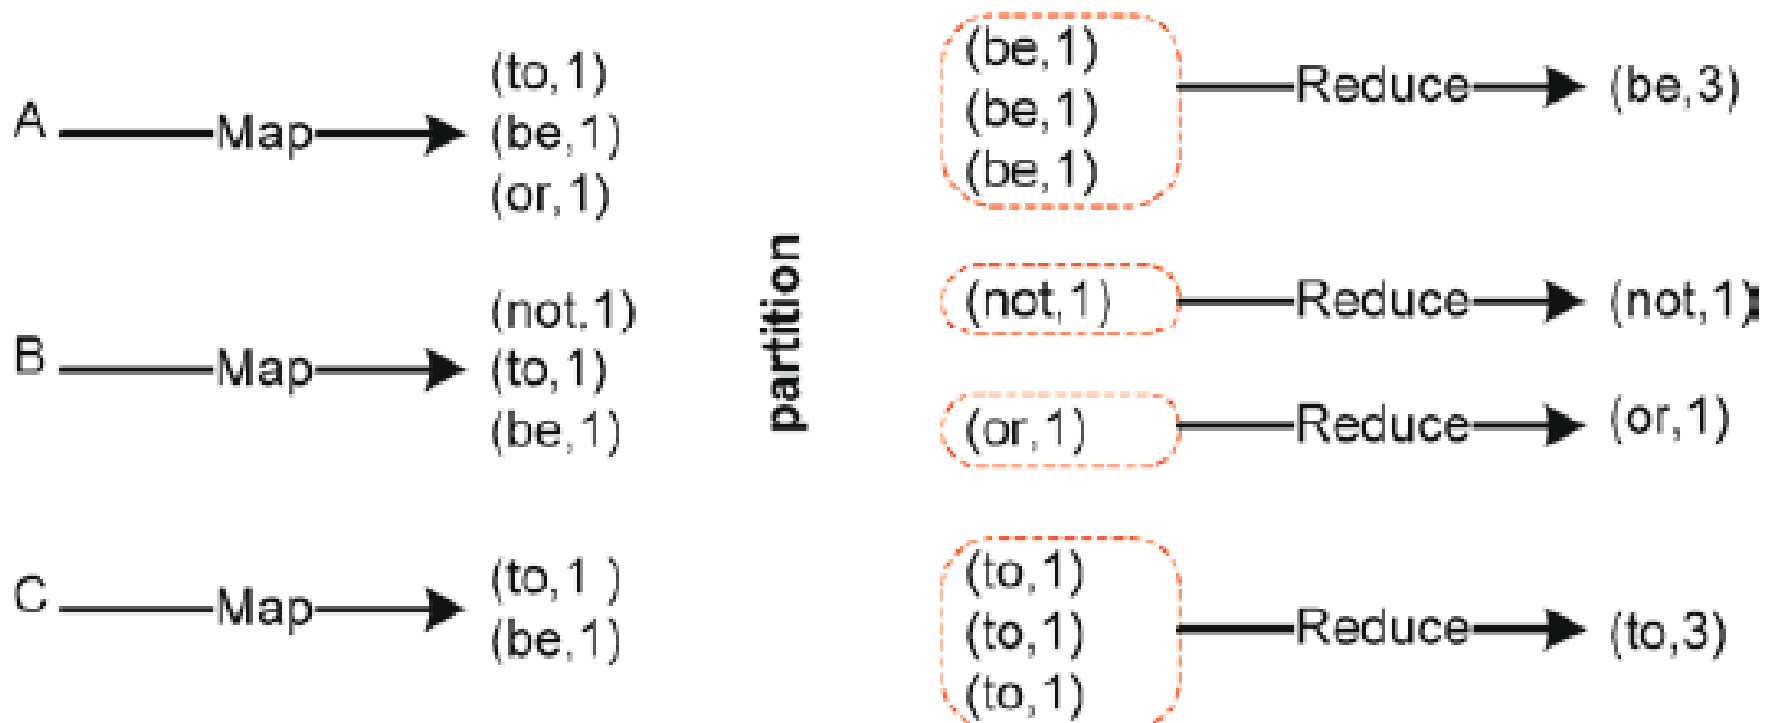 A Map (to,1)
(be,1)
(or,1)
B Map (not.1)
(to,1)
(be,1)
C Map (to,1 )
(be,1)
partition
(be,1)
(be,1)
(be,1)
Reduce (be,3)
(not,1) Reduce (not,1)
(or,1) Reduce (or,1)
(to,1)
(to,1)
(to,1)
Reduce (to,3)